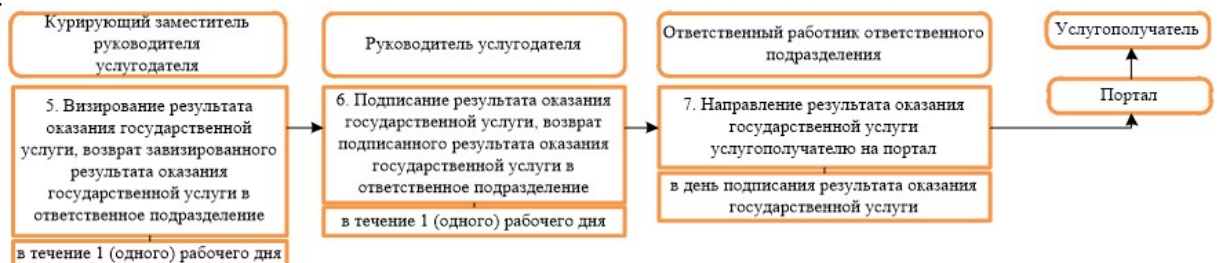 Курирующий заместитель
руководителя
услугодателя
5. Визирование результата
оказания государственной
услуги, возврат завизированного
результата оказания
государственной услуги в
ответственное подразделение
в течение 1 (одного) рабочего дня
Руководитель услугодателя
6. Подписание результата оказания
государственной услуги, возврат
подписанного результата оказания
государственной услуги в
ответственное подразделение
в течение 1 (одного) рабочего дня
Ответственный работник ответственного
подразделения
7. Направление результата оказания
государственной услуги
услугополучателю на портал
в день подписания результата оказания
государственной услуги
Услугополучатель
Портал